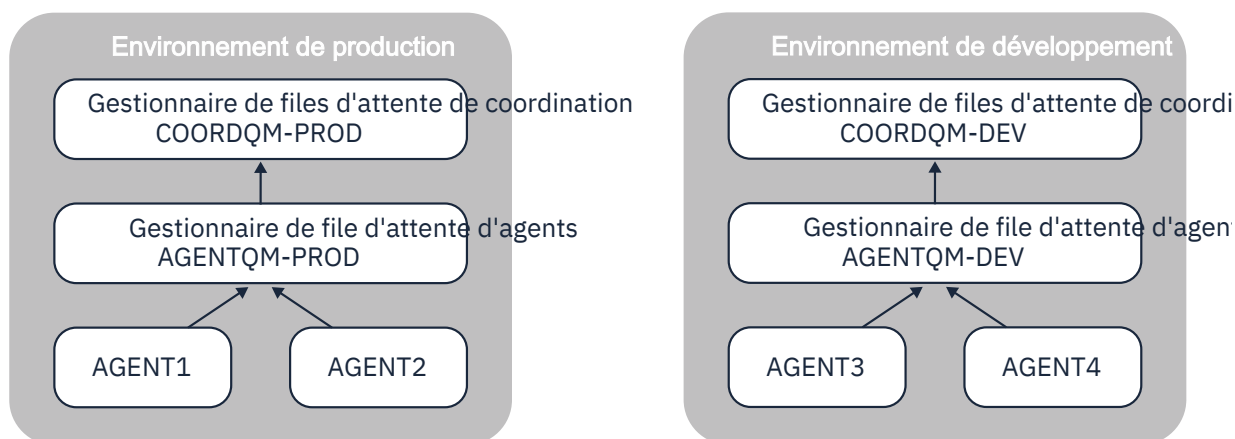 Environnement de production
Gestionnaire de files d'attente de coordination
COORDQM-PROD
Gestionnaire de file d'attente d'agents
AGENTQM-PROD
AGENT1
AGENT2
Environnement de développement
Gestionnaire de files d'attente de coordi
COORDQM-DEV
Gestionnaire de file d'attente d'agen
AGENTQM-DEV
AGENT3
AGENT4